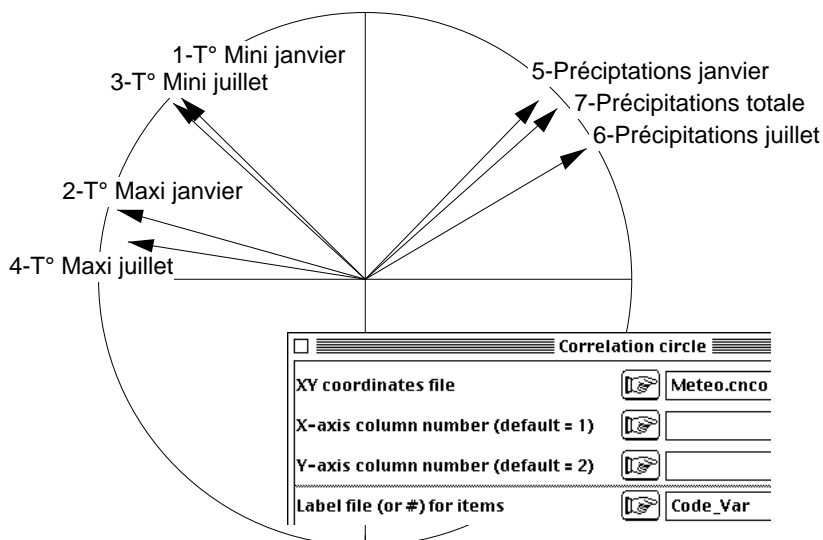 1-T° Mini janvier
3-T° Mini juillet
5-Préciptations janvier
7-Précipitations totale
6-Précipitations juillet
2-T° Maxi janvier
4-T° Maxi juillet
Correlation circle
XY coordinates file
Meteo.cnco
X-axis column number (default = 1)
Y-axis column number (default = 2)
Label file (or #) for items
Code_Var